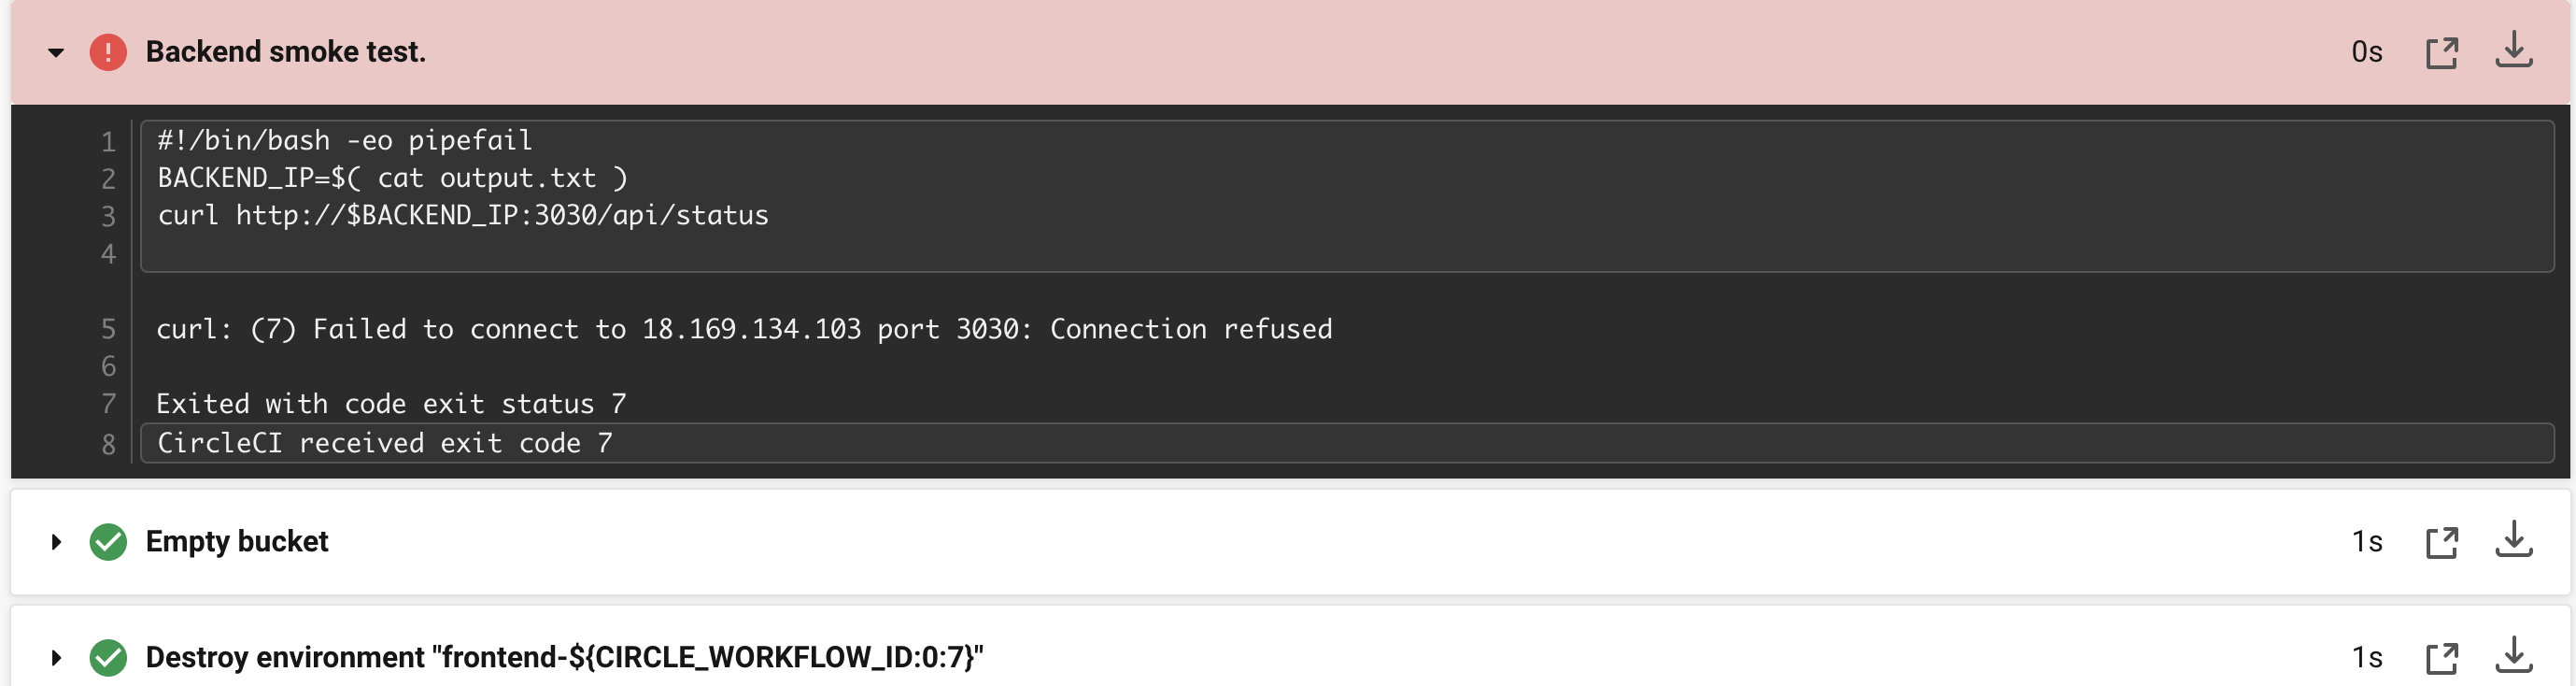 Backend smoke test.
0s
1 #!/bin/bash -eo pipefail
2 BACKEND_IP=$( cat output.txt )
3 curl http://$BACKEND_IP:3030/api/status
4
5 curl: (7) Failed to connect to 18.169.134.103 port 3030: Connection refused
6
7 Exited with code exit status 7
8 CircleCI received exit code 7
Empty bucket
1s
Destroy environment "frontend-${CIRCLE_WORKFLOW_ID:0:7}"
1s